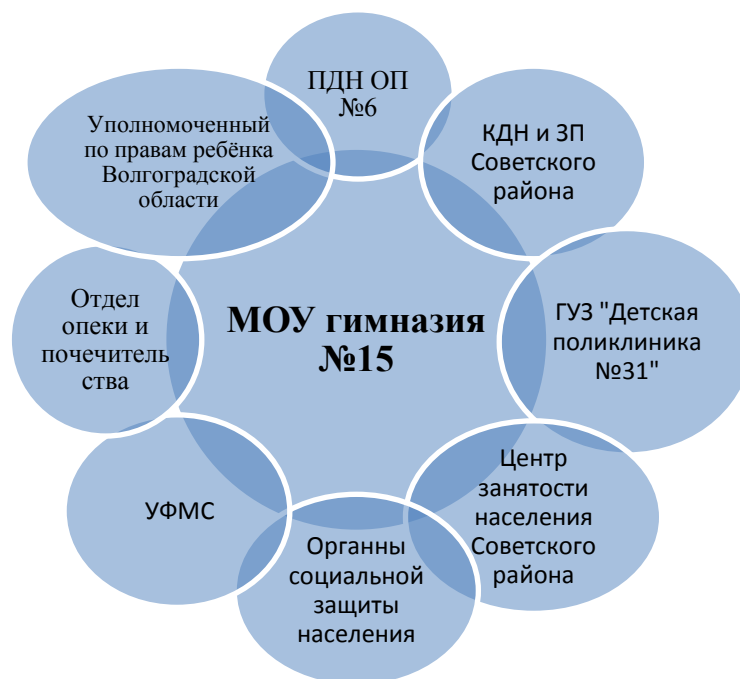 ПДН ОП
№6
КДН и ЗП
Советского
района
ГУЗ "Детская
поликлиника
№31"
Центр
занятости
населения
Советского
района
Органны
социальной
защиты
населения
УФМС
Отдел
опеки и
почечитель
ства
Уполномоченный
по правам ребёнка
Волгоградской
области
МОУ гимназия
№15